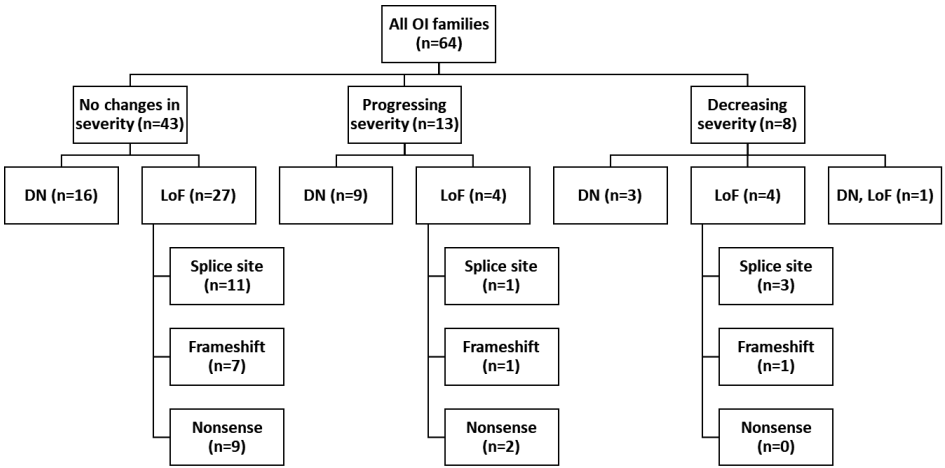 All OI families
(n=64)
No changes in
severity (n=43)
Progressing
severity (n=13)
Decreasing
severity (n=8)
DN (n=16)
LoF (n=27)
DN (n=9)
LoF (n=4)
DN (n=3)
LoF (n=4)
DN, LoF (n=1)
Splice site
(n=11)
Splice site
(n=1)
Splice site
(n=3)
Frameshift
(n=7)
Frameshift
(n=1)
Frameshift
(n=1)
Nonsense
(n=9)
Nonsense
(n=2)
Nonsense
(n=0)